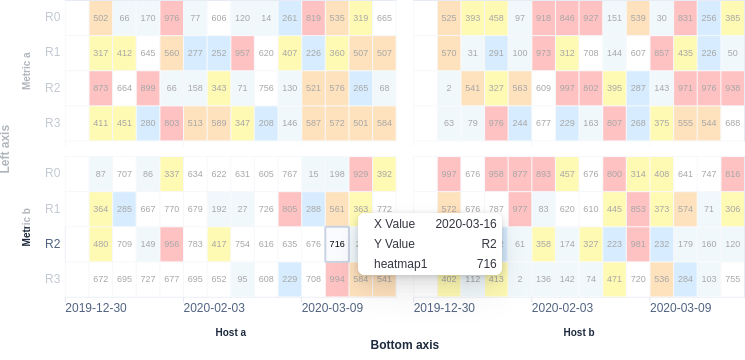 R0 502 66 170 976 77 606 120 14 261 819 535 319 665 525 393 458 97 918 846 927 151 539 30 831 256 385
R1 317 412 645 560 277 252 957 620 407 226 360 507 507 570 31 291 100 973 312 708 144 607 857 435 226 50
Metric a
R2 873 664 899 66 158 343 71 756 130 521 576 265 68 2 541 327 563 609 997 802 395 287 143 971 976 938
R3 411 451 280 803 513 589 347 208 146 587 572 501 584 63 79 976 244 677 229 163 807 268 375 555 544 688
Left axis
R0 87 707 86 337 634 622 631 605 767 15 198 929 392 997 676 958 877 893 457 676 800 314 408 641 747 816
R1 364 285 667 770 679 192 27 726 805 288 561 363 772 572 676 787 977 83 620 610 445 853 373 574 71 306
Metric b
R2 480 709 149 956 783 417 754 616 635 676 716 61 358 174 327 223 981 232 179 160 120
X Value 2020-03-16
Y Value R2
heatmap1 716
R3 672 695 727 677 695 652 95 608 229 708 994 584 541 402 112 413 2 136 142 74 471 720 536 284 103 755
2019-12-30 2020-02-03 2020-03-09 2019-12-30 2020-02-03 2020-03-09
Host a Host b
Bottom axis